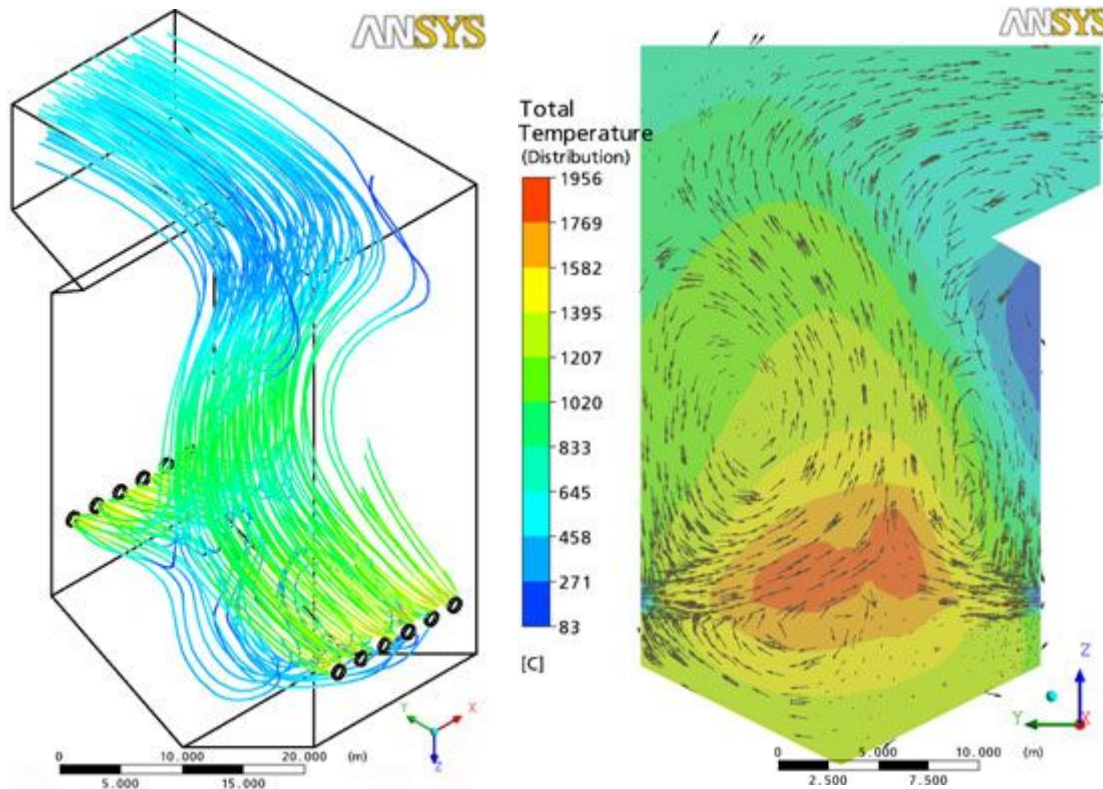 ANSYS
ANSYS
Total
Temperature
(Distribution)
1956
1769
1582
1395
1207
1020
833
645
458
271
83
[C]
Y
X
Z
0 10.000 20.000 (m)
5.000 15.000
Z
Y
X
0 5.000 10.000 (m)
2.500 7.500